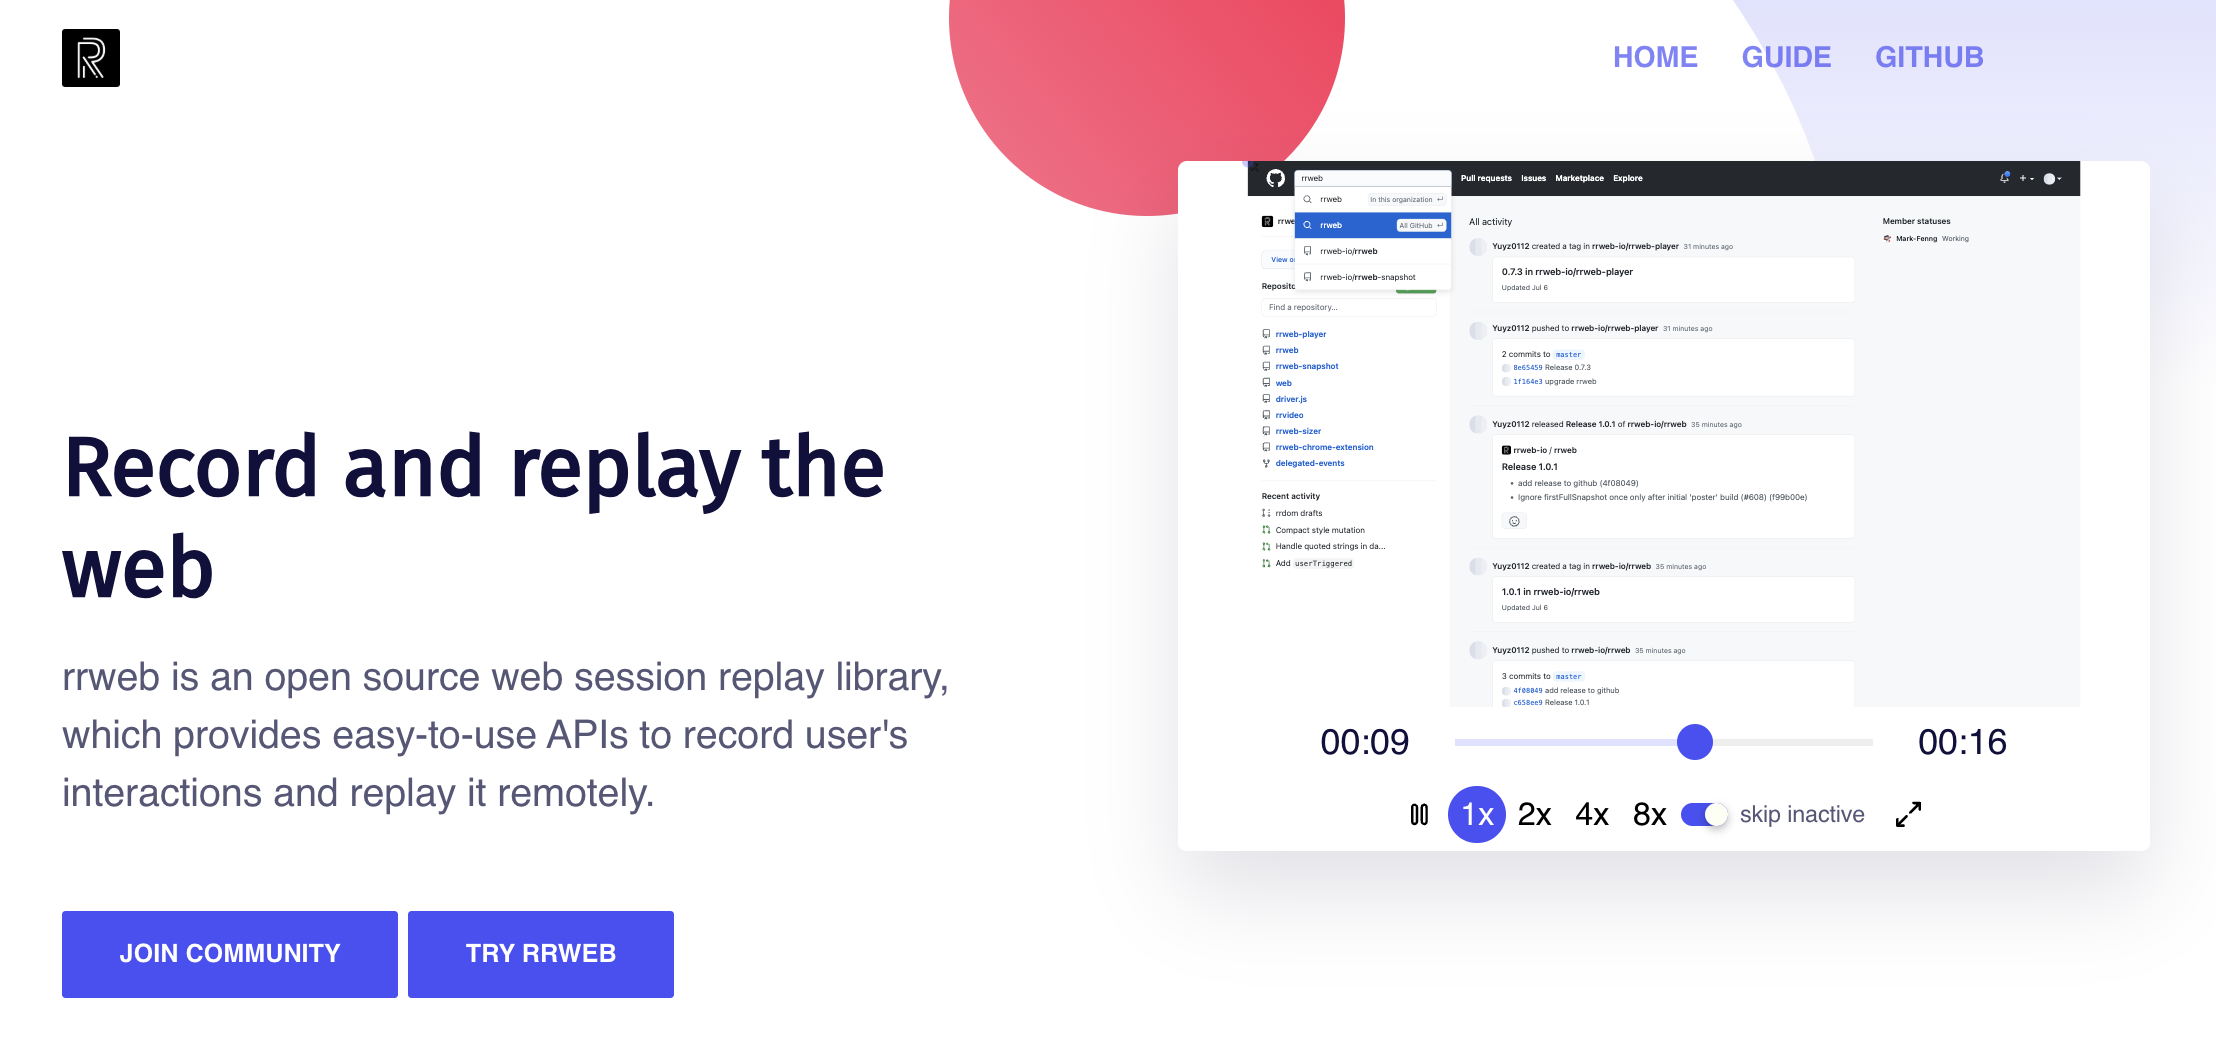 HOME GUIDE GITHUB
Record and replay the
web
rrweb is an open source web session replay library,
which provides easy-to-use APIs to record user's
interactions and replay it remotely.
JOIN COMMUNITY TRY RRWEB
rrweb Pull requests Issues Marketplace Explore
rrweb In this organization
rrweb All GitHub
rrweb-io/rrweb
rrweb-io/rrweb-snapshot
Find a repository...
rrweb-player
rrweb
rrweb-snapshot
web
driver.js
rrvideo
rrweb-sizer
rrweb-chrome-extension
delegated-events
Recent activity
rrdom drafts
Compact style mutation
Handle quoted strings in da...
Add userTriggered
All activity
Yuyz0112 created a tag in rrweb-io/rrweb-player 31 minutes ago
0.7.3 in rrweb-io/rrweb-player
Updated Jul 6
Yuyz0112 pushed to rrweb-io/rrweb-player 31 minutes ago
2 commits to master
8e65459 Release 0.7.3
1f164e3 upgrade rrweb
Yuyz0112 released Release 1.0.1 of rrweb-io/rrweb 35 minutes ago
rrweb-io / rrweb
Release 1.0.1
• add release to github (4f08049)
• Ignore firstFullSnapshot once only after initial 'poster' build (#608) (f99b00e)
Yuyz0112 created a tag in rrweb-io/rrweb 35 minutes ago
1.0.1 in rrweb-io/rrweb
Updated Jul 6
Yuyz0112 pushed to rrweb-io/rrweb 35 minutes ago
3 commits to master
4f08049 add release to github
c658ee9 Release 1.0.1
Member statuses
Mark-Fenng Working
00:09 00:16
1x 2x 4x 8x skip inactive